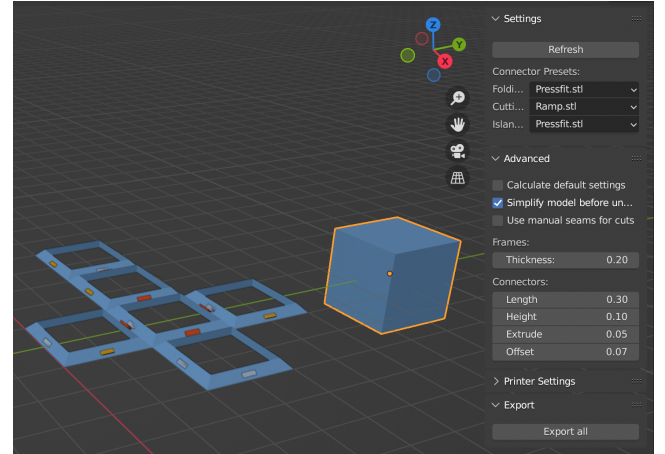 Z
Y
X
Settings
Refresh
Connector Presets:
Foldi... Pressfit.stl
Cutti... Ramp.stl
Islan... Pressfit.stl
Advanced
Calculate default settings
Simplify model before un...
Use manual seams for cuts
Frames:
Thickness: 0.20
Connectors:
Length 0.30
Height 0.10
Extrude 0.05
Offset 0.07
Printer Settings
Export
Export all